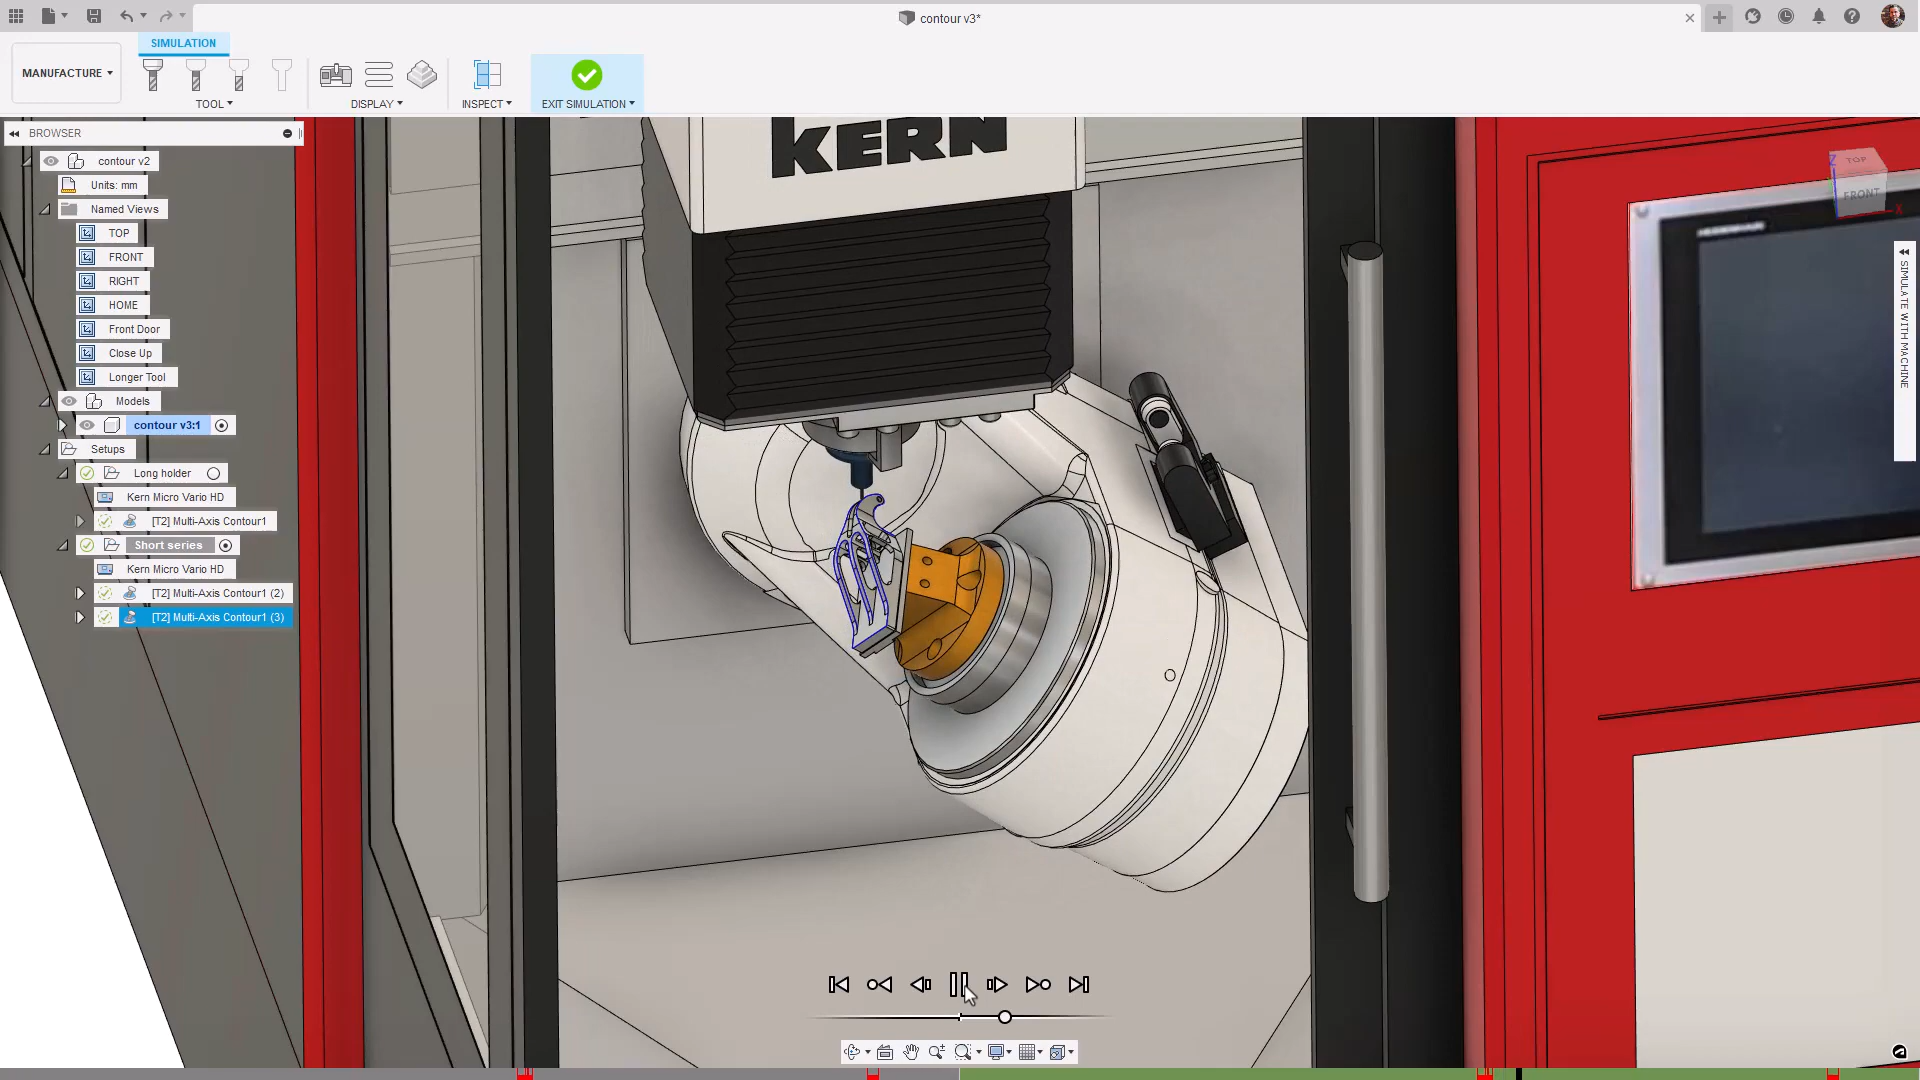 contour v3*
SIMULATION
MANUFACTURE
TOOL
DISPLAY
INSPECT
EXIT SIMULATION
BROWSER
contour v2
Units: mm
Named Views
TOP
FRONT
RIGHT
HOME
Front Door
Close Up
Longer Tool
Models
contour v3:1
Setups
Long holder
Kern Micro Vario HD
[T2] Multi-Axis Contour1
Short series
Kern Micro Vario HD
[T2] Multi-Axis Contour1 (2)
[T2] Multi-Axis Contour1 (3)
KERN
TOP
FRONT
Z
X
SIMULATE WITH MACHINE